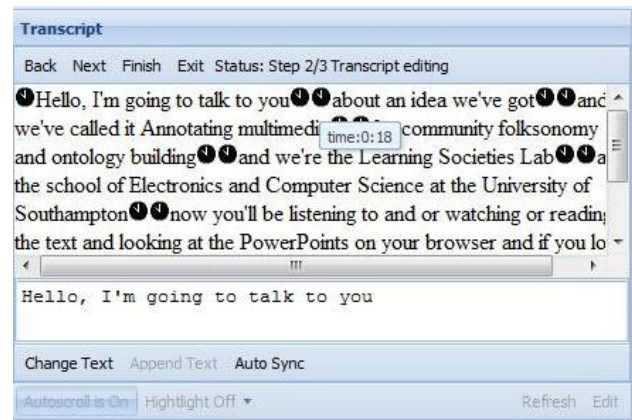 Transcript
Back Next Finish Exit Status: Step 2/3 Transcript editing
Hello, I'm going to talk to you about an idea we've got and
we've called it Annotating multimedi community folksonomy
time:0:18
and ontology building and we're the Learning Societies Lab a
the school of Electronics and Computer Science at the University of
Southampton now you'll be listening to and or watching or reading
the text and looking at the PowerPoints on your browser and if you lo
Hello, I'm going to talk to you
Change Text Append Text Auto Sync
Autoscroll is On Hightlight Off Refresh Edit